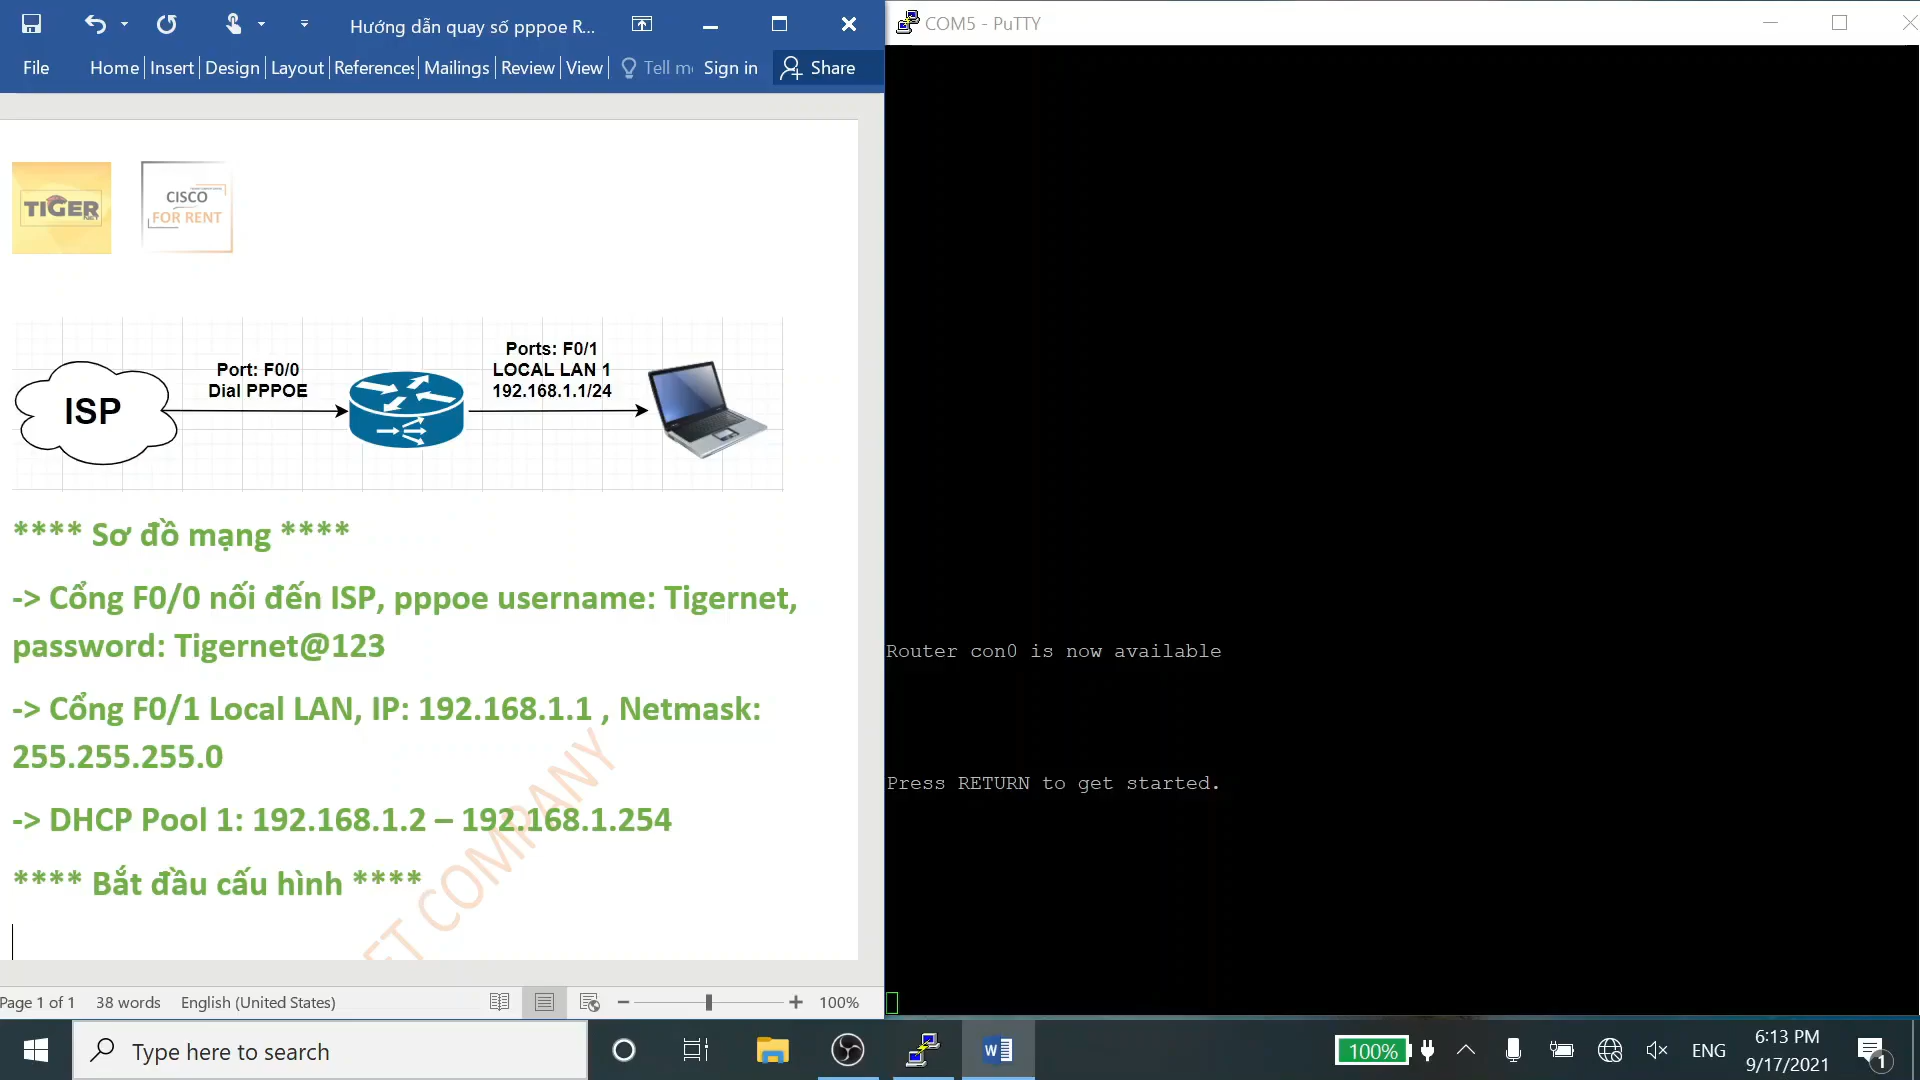 Hướng dẫn quay số pppoe R...
File Home Insert Design Layout References Mailings Review View Tell me Sign in Share
TIGER
NET
CISCO
FOR RENT
Port: F0/0
Dial PPPOE
Ports: F0/1
LOCAL LAN 1
192.168.1.1/24
ISP
**** Sơ đồ mạng ****
-> Cổng F0/0 nối đến ISP, pppoe username: Tigernet,
password: Tigernet@123
-> Cổng F0/1 Local LAN, IP: 192.168.1.1 , Netmask:
255.255.255.0
-> DHCP Pool 1: 192.168.1.2 – 192.168.1.254
**** Bắt đầu cấu hình ****
ET COMPANY
Page 1 of 1 38 words English (United States) 100%
COM5 - PuTTY
Router con0 is now available
Press RETURN to get started.
Type here to search
100%
ENG
6:13 PM
9/17/2021
1